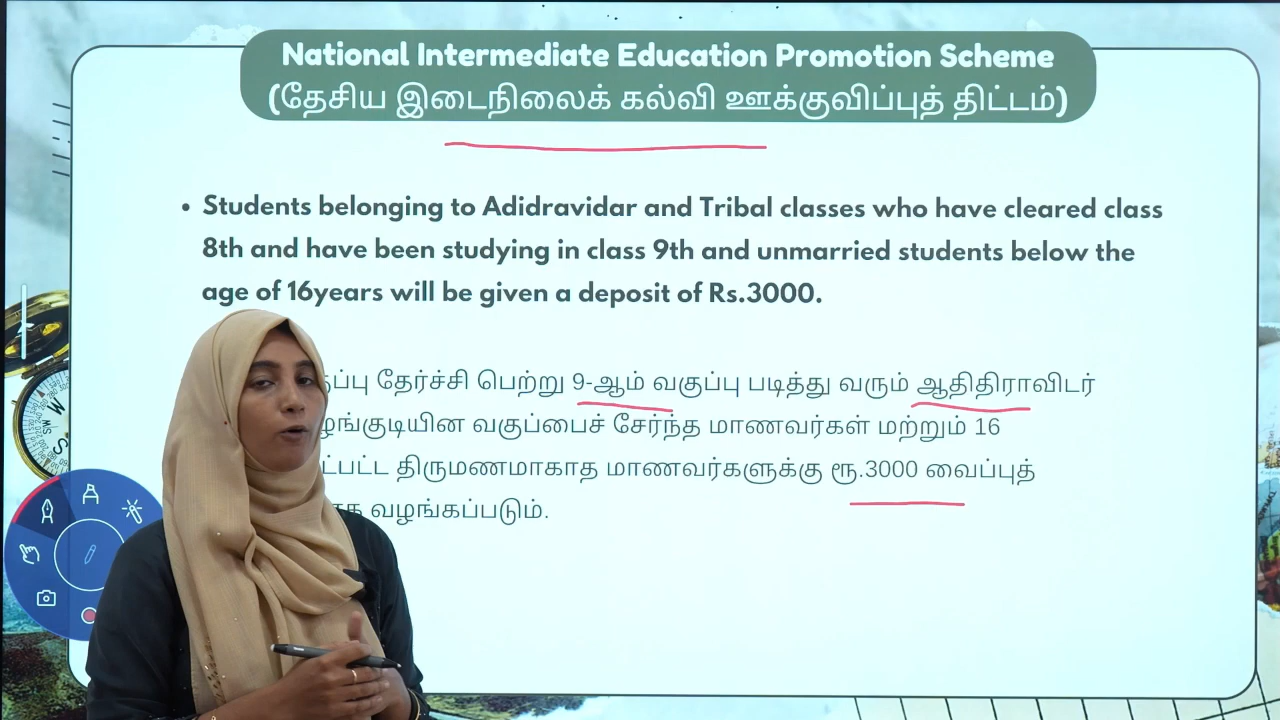 National Intermediate Education Promotion Scheme
(தேசிய இடைநிலைக் கல்வி ஊக்குவிப்புத் திட்டம்)
• Students belonging to Adidravidar and Tribal classes who have cleared class
8th and have been studying in class 9th and unmarried students below the
age of 16years will be given a deposit of Rs.3000.
தேர்ச்சி பெற்று 9-ஆம் வகுப்பு படித்து வரும் ஆதிதிராவிடர்
வகுப்பைச் சேர்ந்த மாணவர்கள் மற்றும் 16
திருமணமாகாத மாணவர்களுக்கு ரூ.3000 வைப்புத்
வழங்கப்படும்.